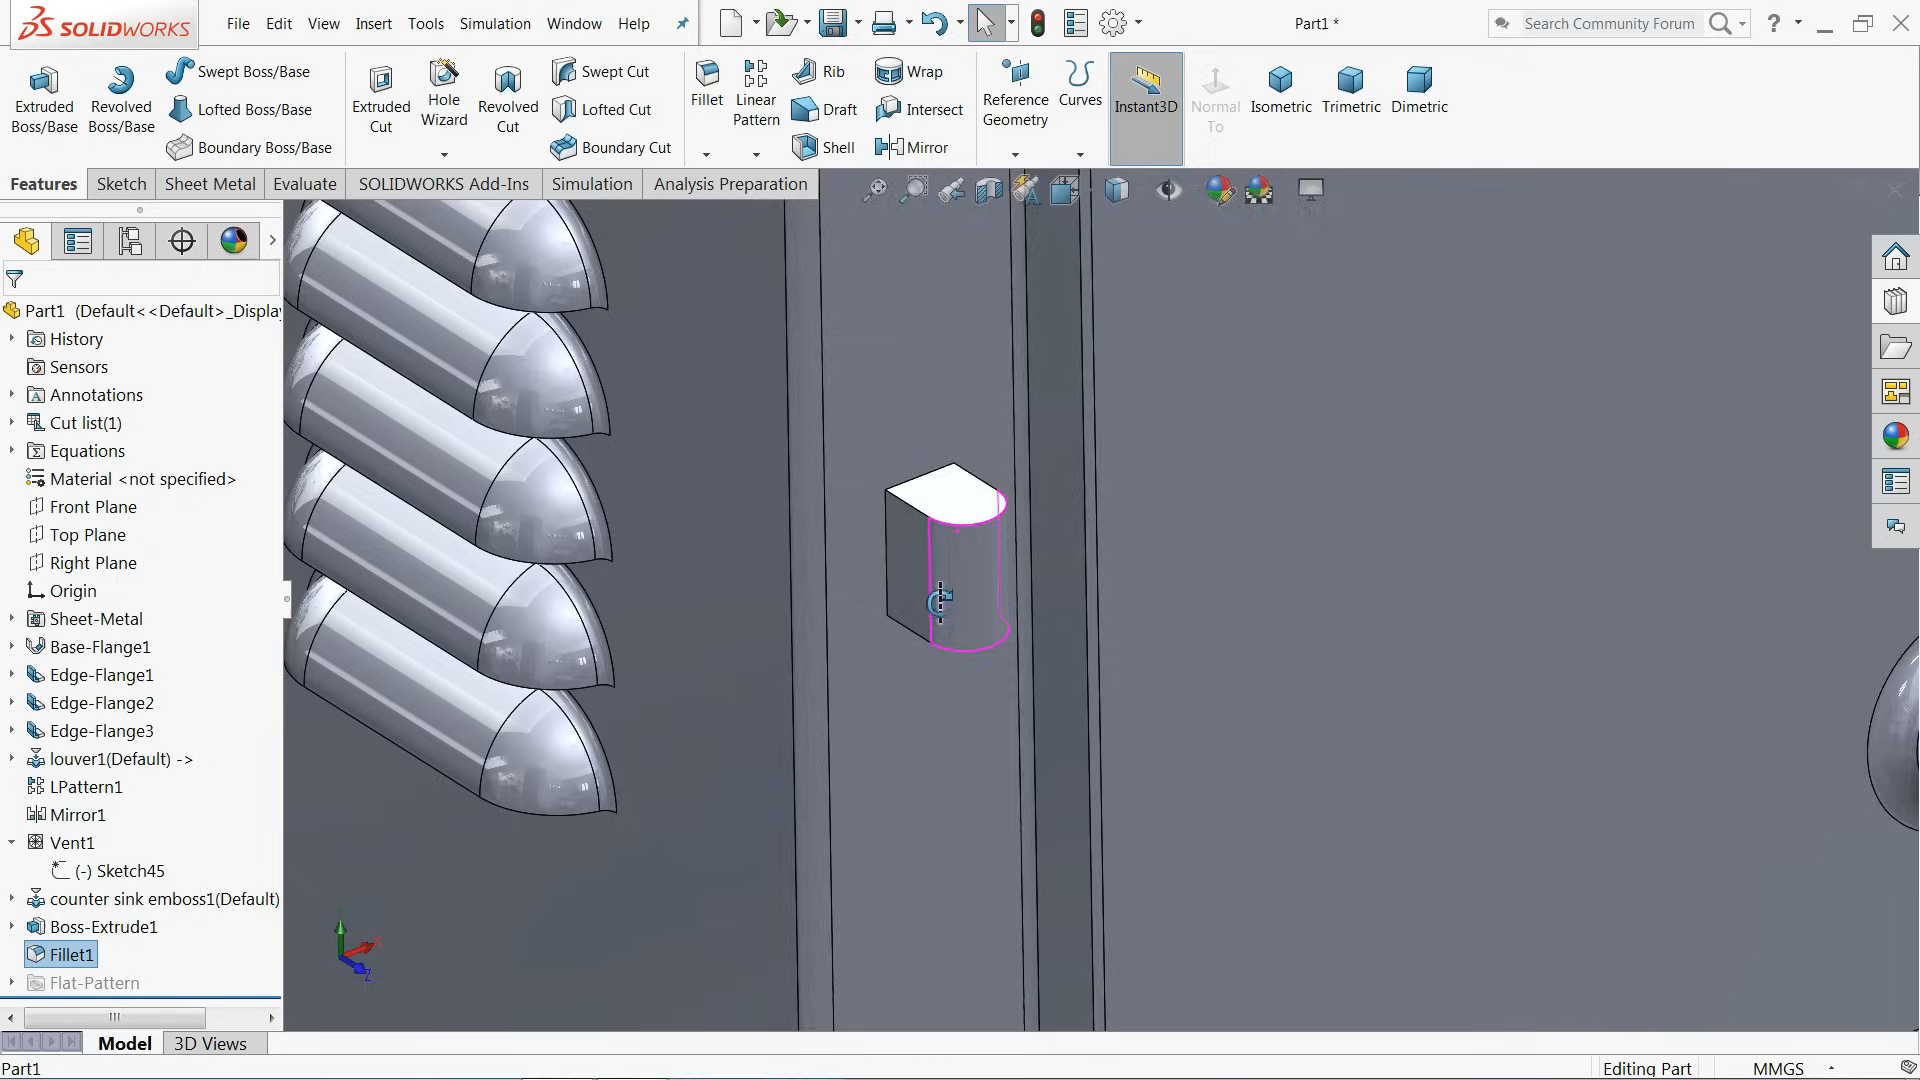 SOLIDWORKS
File Edit View Insert Tools Simulation Window Help
Part1 *
Search Community Forum
?
Extruded Boss/Base
Revolved Boss/Base
Swept Boss/Base
Lofted Boss/Base
Boundary Boss/Base
Extruded Cut
Hole Wizard
Revolved Cut
Swept Cut
Lofted Cut
Boundary Cut
Fillet
Linear Pattern
Rib
Draft
Shell
Wrap
Intersect
Mirror
Reference Geometry
Curves
Instant3D
Normal To
Isometric
Trimetric
Dimetric
Features Sketch Sheet Metal Evaluate SOLIDWORKS Add-Ins Simulation Analysis Preparation
Part1 (Default<<Default>_Display
History
Sensors
Annotations
Cut list(1)
Equations
Material <not specified>
Front Plane
Top Plane
Right Plane
Origin
Sheet-Metal
Base-Flange1
Edge-Flange1
Edge-Flange2
Edge-Flange3
louver1(Default) ->
LPattern1
Mirror1
Vent1
(-) Sketch45
counter sink emboss1(Default)
Boss-Extrude1
Fillet1
Flat-Pattern
X
Z
Model 3D Views
Part1
Editing Part
MMGS